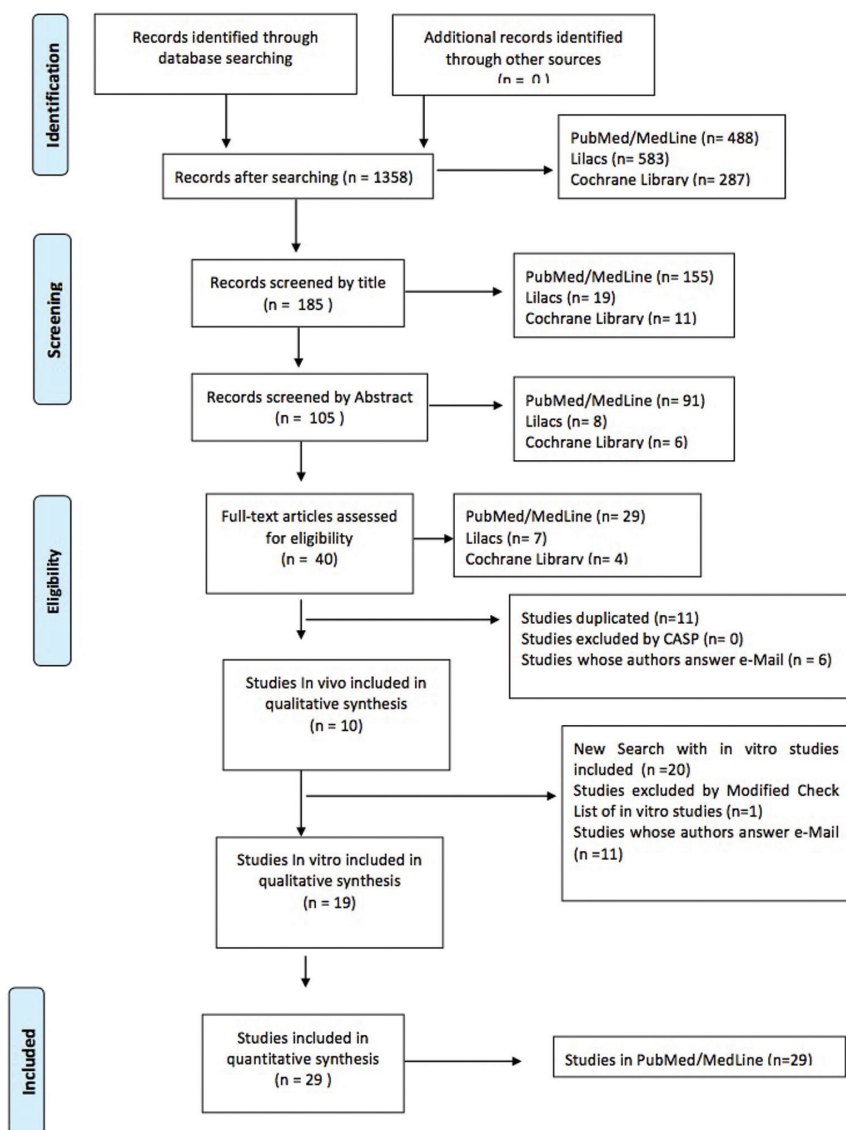 Identification
Records identified through
database searching
Additional records identified
through other sources
(n = 0)
PubMed/MedLine (n= 488)
Lilacs (n= 583)
Cochrane Library (n= 287)
Records after searching (n = 1358)
Screening
Records screened by title
(n = 185 )
PubMed/MedLine (n= 155)
Lilacs (n= 19)
Cochrane Library (n= 11)
Records screened by Abstract
(n = 105 )
PubMed/MedLine (n= 91)
Lilacs (n= 8)
Cochrane Library (n= 6)
Eligibility
Full-text articles assessed
for eligibility
(n = 40)
PubMed/MedLine (n= 29)
Lilacs (n= 7)
Cochrane Library (n= 4)
Studies duplicated (n=11)
Studies excluded by CASP (n= 0)
Studies whose authors answer e-Mail (n = 6)
Studies In vivo included in
qualitative synthesis
(n = 10)
New Search with in vitro studies
included (n =20)
Studies excluded by Modified Check
List of in vitro studies (n=1)
Studies whose authors answer e-Mail
(n =11)
Studies In vitro included in
qualitative synthesis
(n = 19)
Included
Studies included in
quantitative synthesis
(n = 29 )
Studies in PubMed/MedLine (n=29)